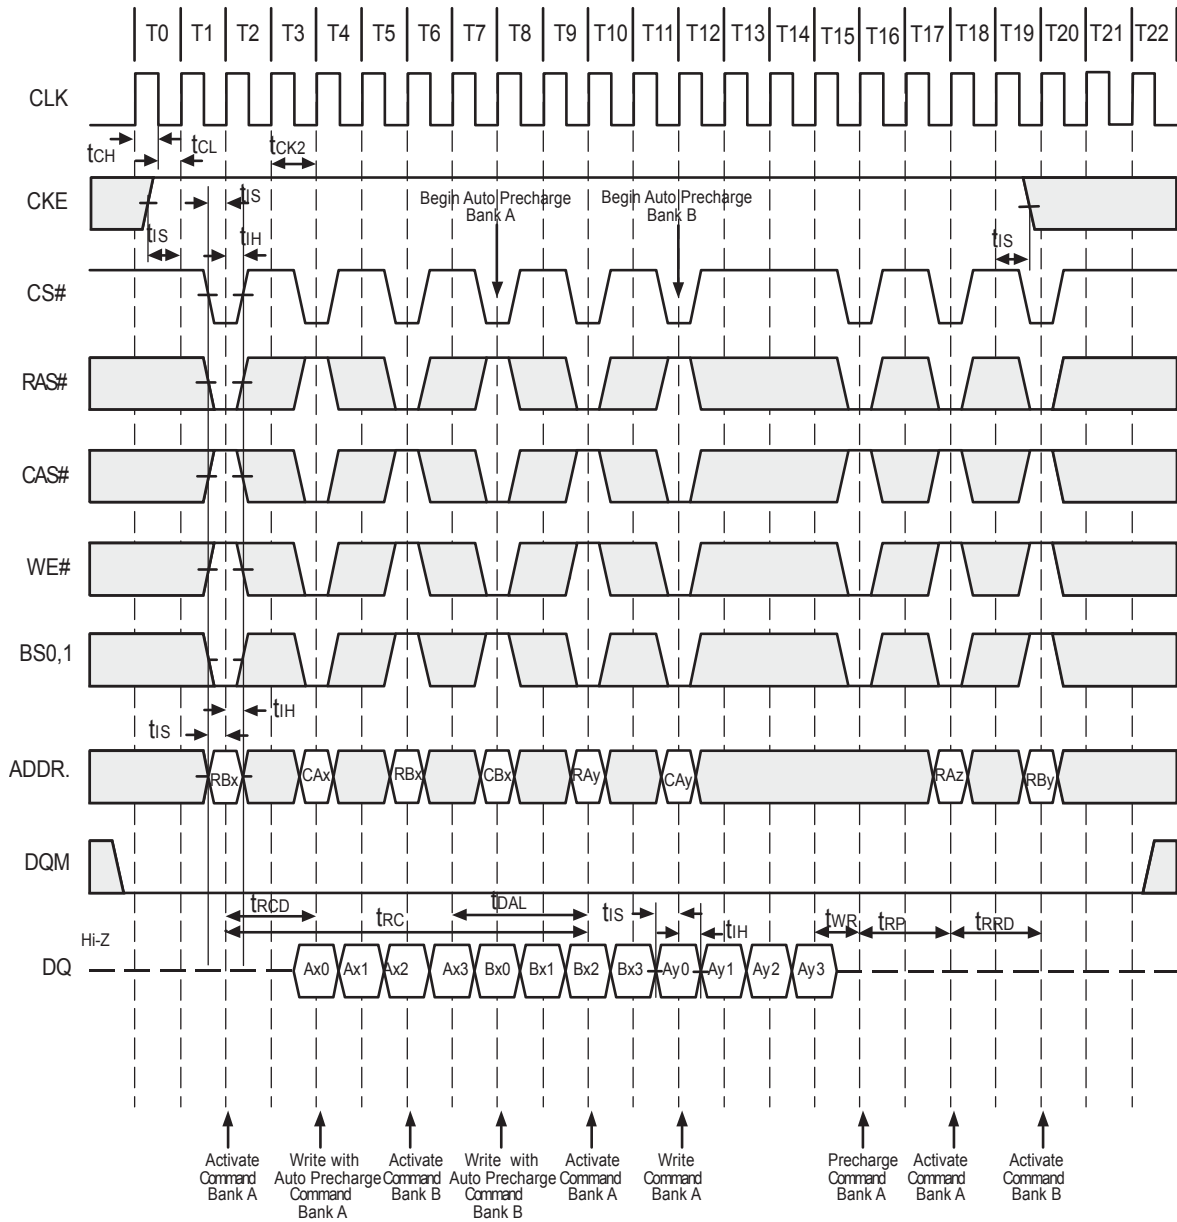 T0 T1 T2 T3 T4 T5 T6 T7 T8 T9 T10 T11 T12 T13 T14 T15 T16 T17 T18 T19 T20 T21 T22
CLK
tCH tCL tCK2
CKE
tIS
Begin Auto Precharge
Bank A
Begin Auto Precharge
Bank B
tIS tIH tIS
CS#
RAS#
CAS#
WE#
BS0,1
tIH
tIS
ADDR.
RBx CAx RBx CBx RAy CAy RAz RBy
DQM
tRCD tRC tDAL tIS tIH tWR tRP tRRD
Hi-Z
DQ
Ax0 Ax1 Ax2 Ax3 Bx0 Bx1 Bx2 Bx3 Ay0 Ay1 Ay2 Ay3
Activate
Command
Bank A
Write with
Auto Precharge
Command
Bank A
Activate
Command
Bank B
Write with
Auto Precharge
Command
Bank B
Activate
Command
Bank A
Write
Command
Bank A
Precharge
Command
Bank A
Activate
Command
Bank A
Activate
Command
Bank B